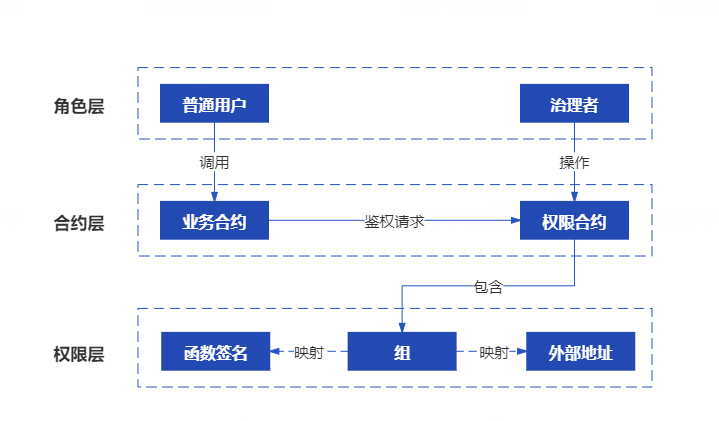 角色层
普通用户
治理者
调用
操作
合约层
业务合约
鉴权请求
权限合约
包含
权限层
函数签名
映射
组
映射
外部地址